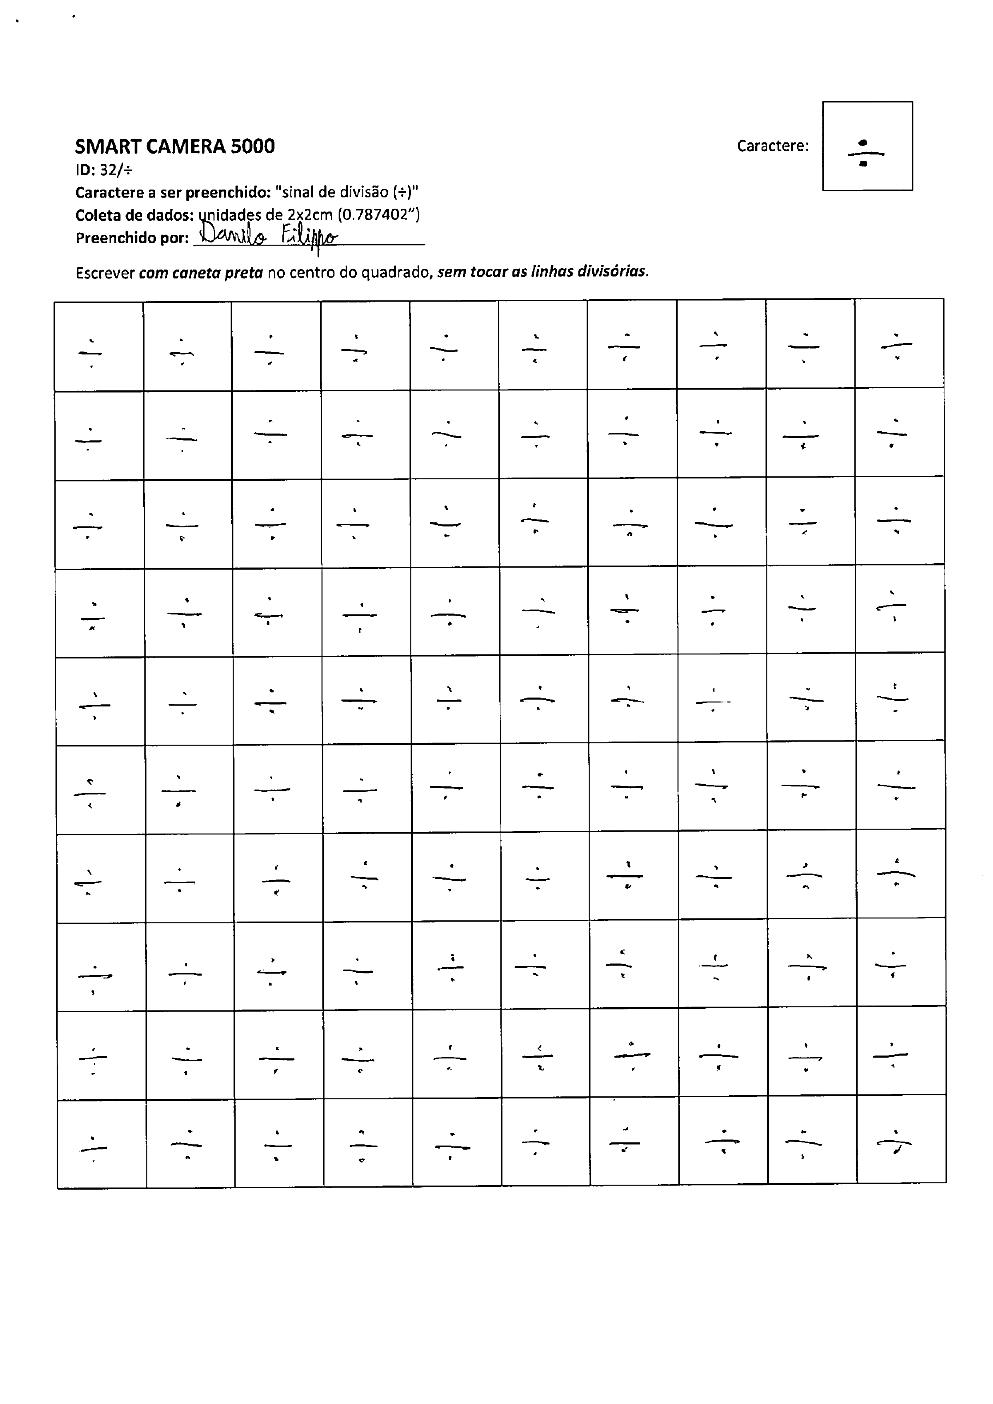 SMART CAMERA 5000
Caractere: ÷
ID: 32/÷
Caractere a ser preenchido: "sinal de divisão (÷)"
Coleta de dados: unidades de 2x2cm (0.787402")
Preenchido por: Danilo Filippo
Escrever com caneta preta no centro do quadrado, sem tocar as linhas divisórias.
÷ ÷ ÷ ÷ ÷ ÷ ÷ ÷ ÷ ÷
÷ ÷ ÷ ÷ ÷ ÷ ÷ ÷ ÷ ÷
÷ ÷ ÷ ÷ ÷ ÷ ÷ ÷ ÷ ÷
÷ ÷ ÷ ÷ ÷ ÷ ÷ ÷ ÷ ÷
÷ ÷ ÷ ÷ ÷ ÷ ÷ ÷ ÷ ÷
÷ ÷ ÷ ÷ ÷ ÷ ÷ ÷ ÷ ÷
÷ ÷ ÷ ÷ ÷ ÷ ÷ ÷ ÷ ÷
÷ ÷ ÷ ÷ ÷ ÷ ÷ ÷ ÷ ÷
÷ ÷ ÷ ÷ ÷ ÷ ÷ ÷ ÷ ÷
÷ ÷ ÷ ÷ ÷ ÷ ÷ ÷ ÷ ÷